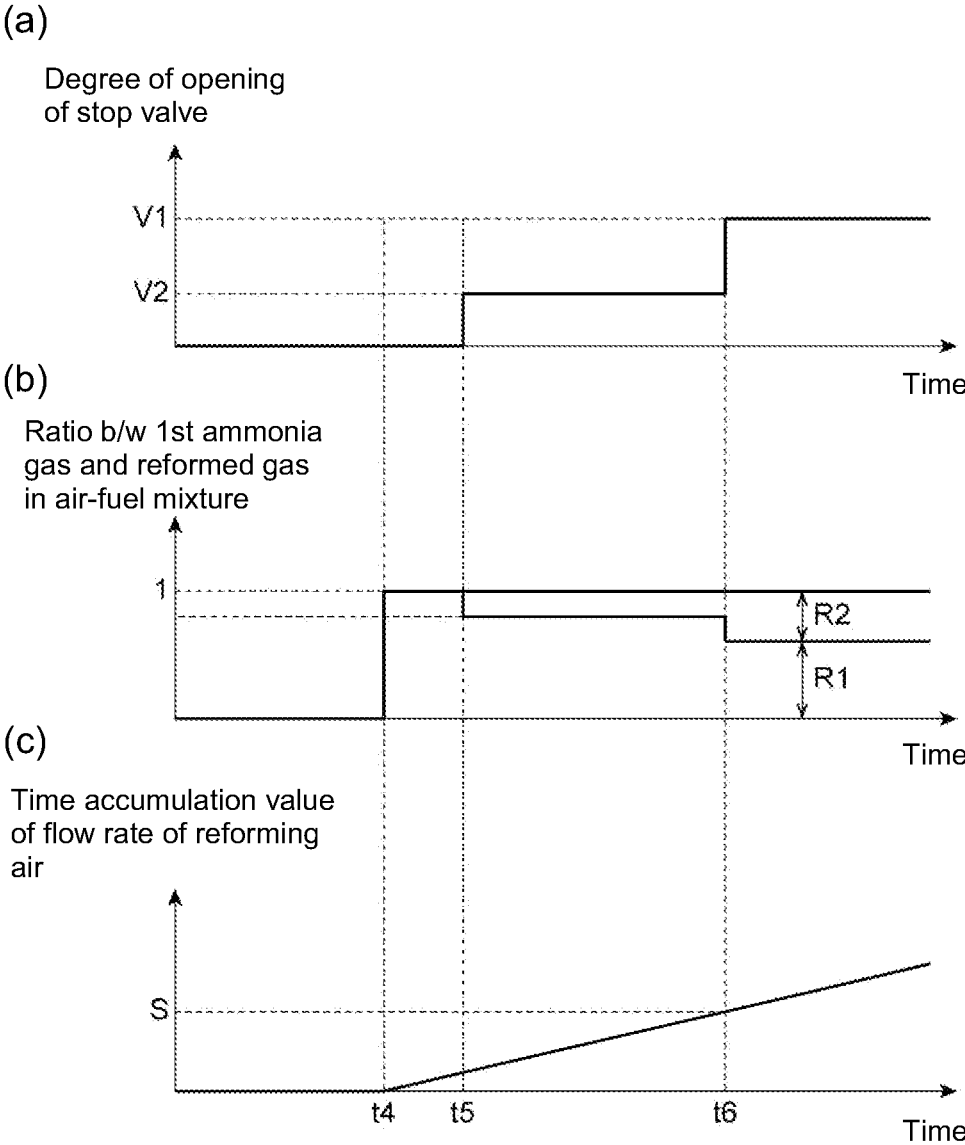 (a)
Degree of opening
of stop valve
V1
V2
Time
(b)
Ratio b/w 1st ammonia
gas and reformed gas
in air-fuel mixture
1
R2
R1
Time
(c)
Time accumulation value
of flow rate of reforming
air
S
t4 t5 t6
Time